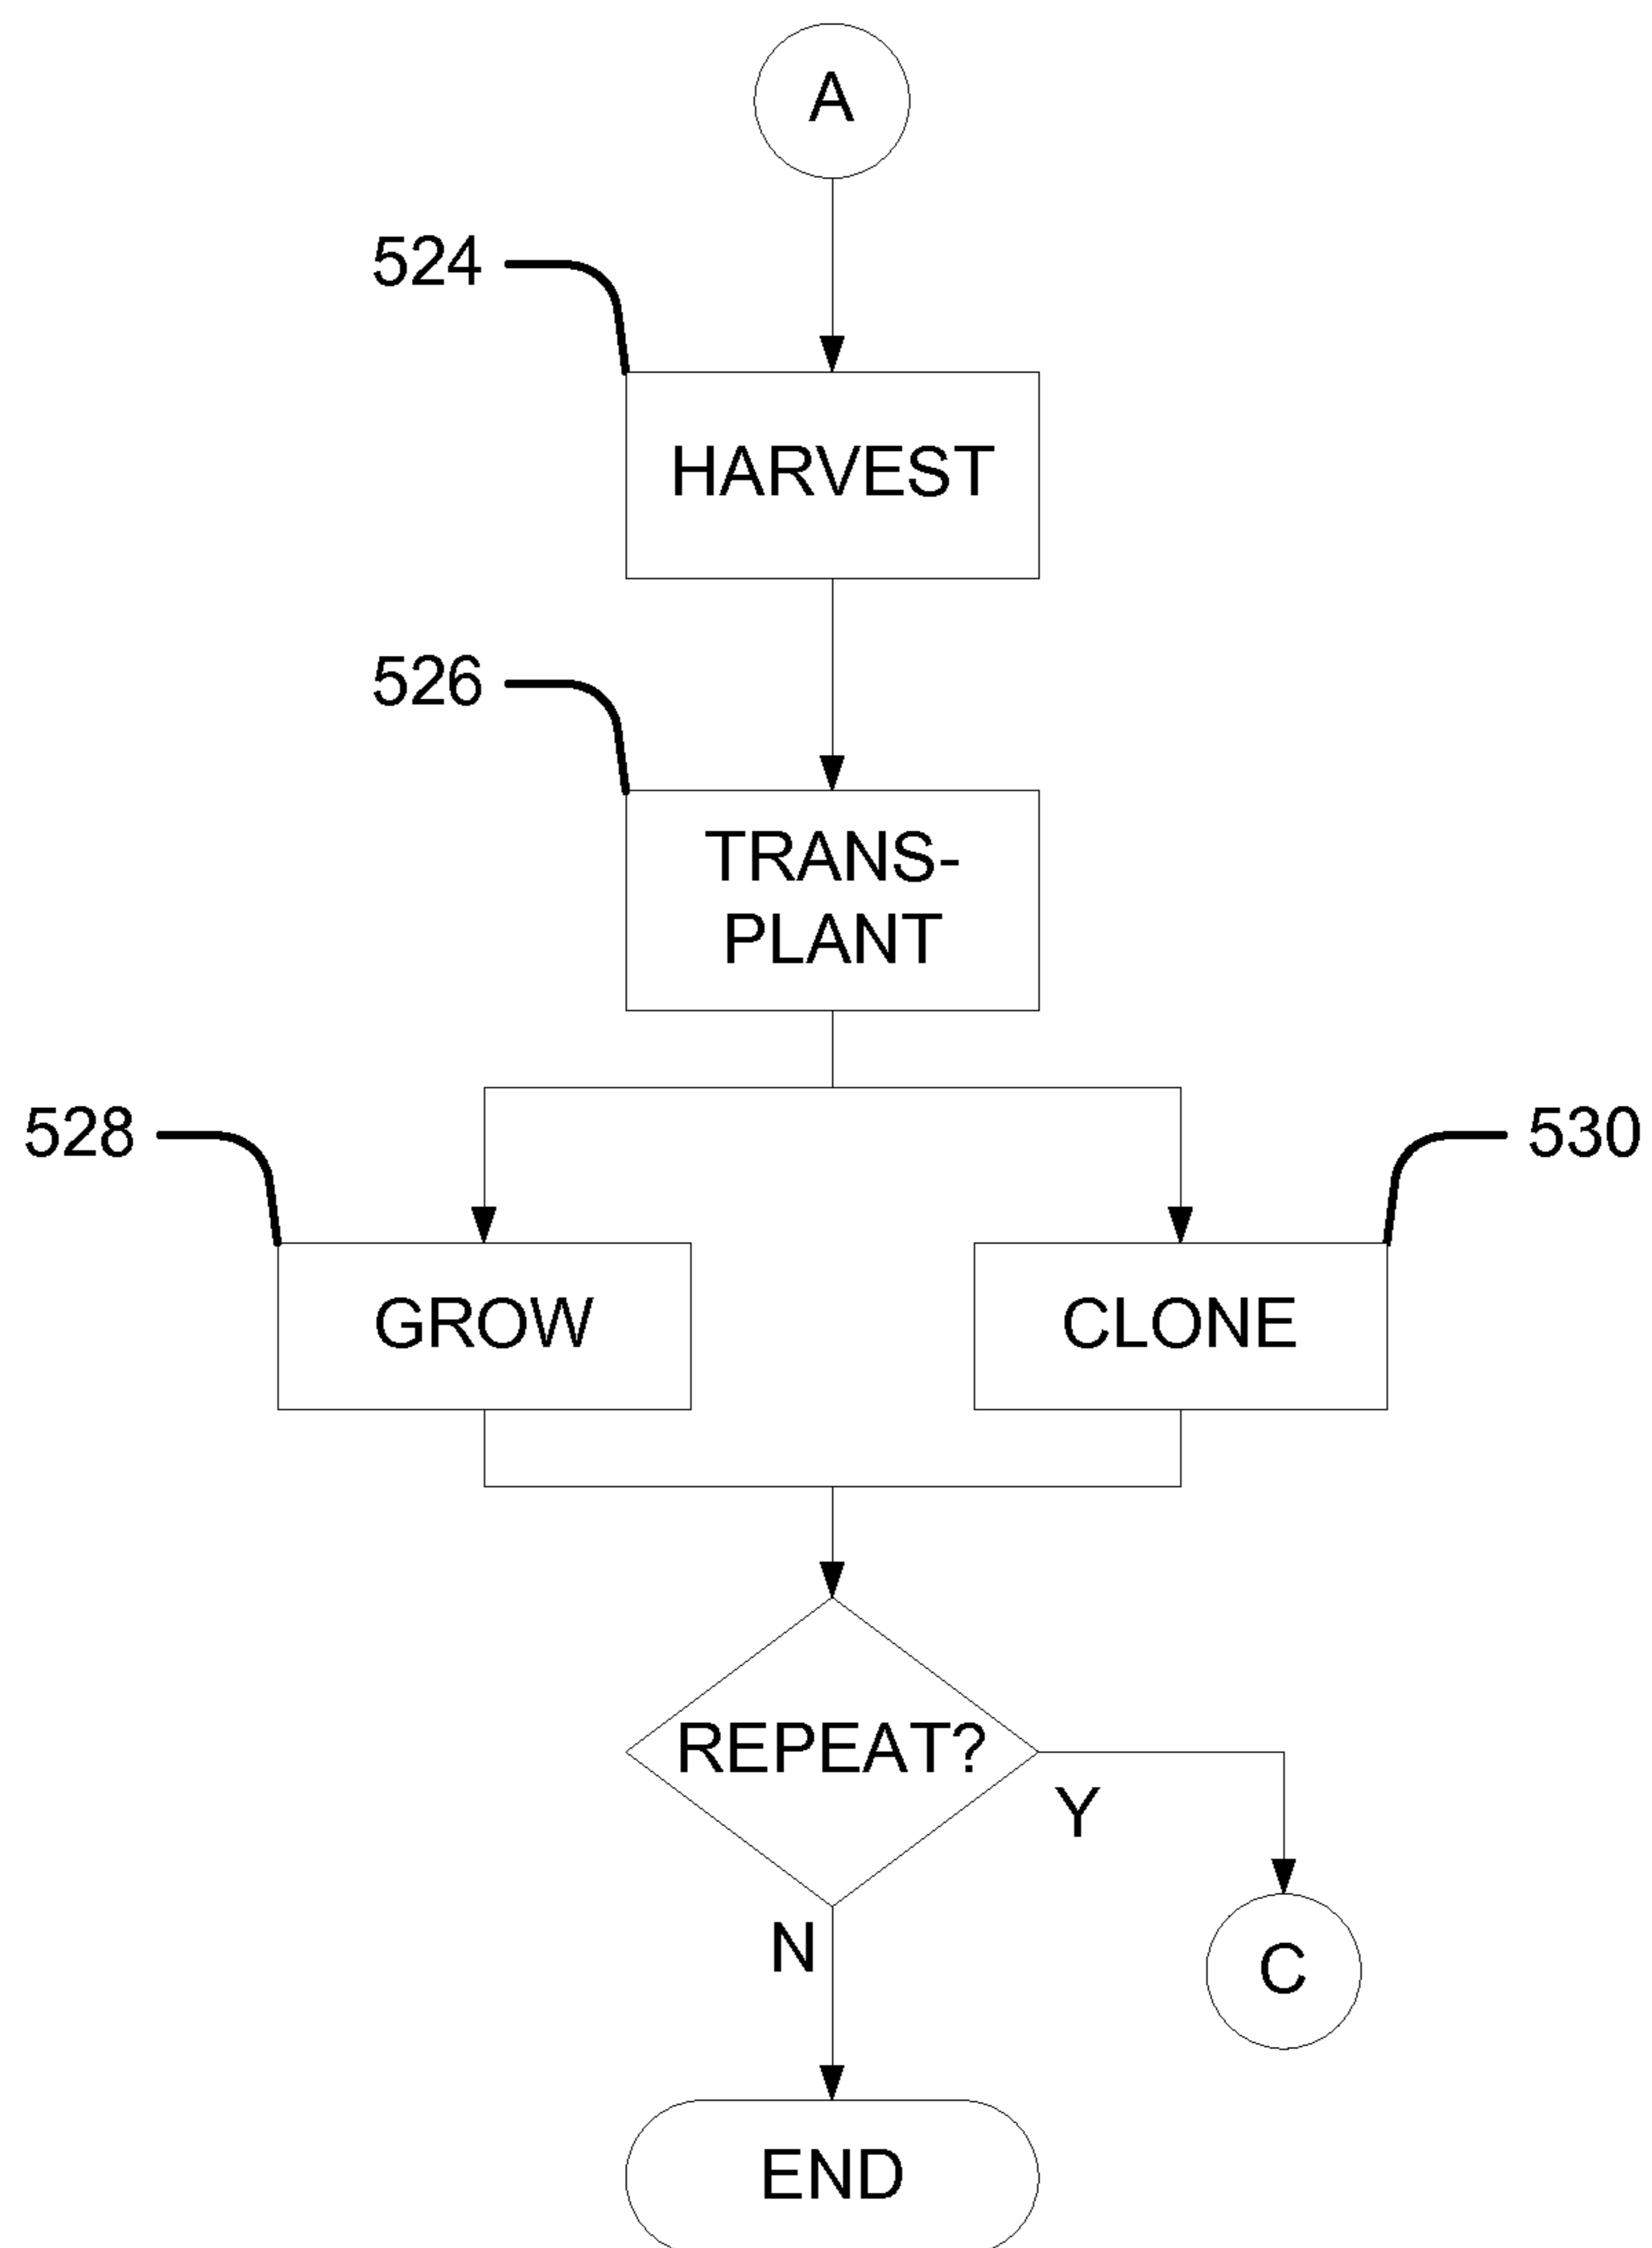 A
524
HARVEST
526
TRANS-
PLANT
528
530
GROW
CLONE
REPEAT?
Y
N
C
END